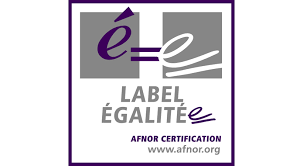 é=e
LABEL
ÉGALITÉe
AFNOR CERTIFICATION
www.afnor.org